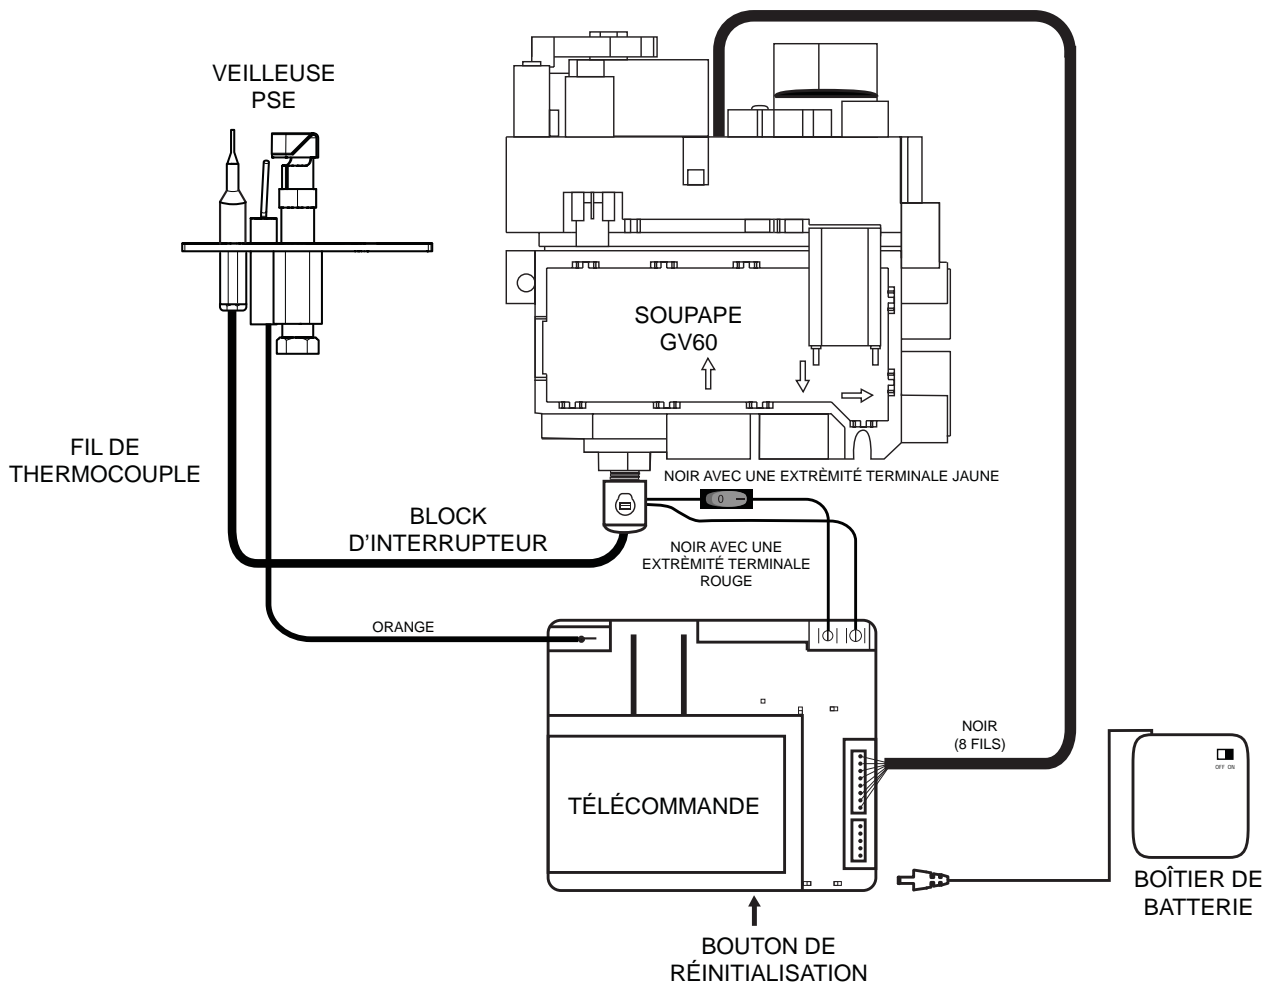 VEILLEUSE
PSE
SOUPAPE
GV60
FIL DE
THERMOCOUPLE
NOIR AVEC UNE EXTRÈMITÉ TERMINALE JAUNE
0
BLOCK
D'INTERRUPTEUR
NOIR AVEC UNE
EXTRÈMITÉ TERMINALE
ROUGE
ORANGE
NOIR
(8 FILS)
OFF ON
TÉLÉCOMMANDE
BOÎTIER DE
BATTERIE
BOUTON DE
RÉINITIALISATION